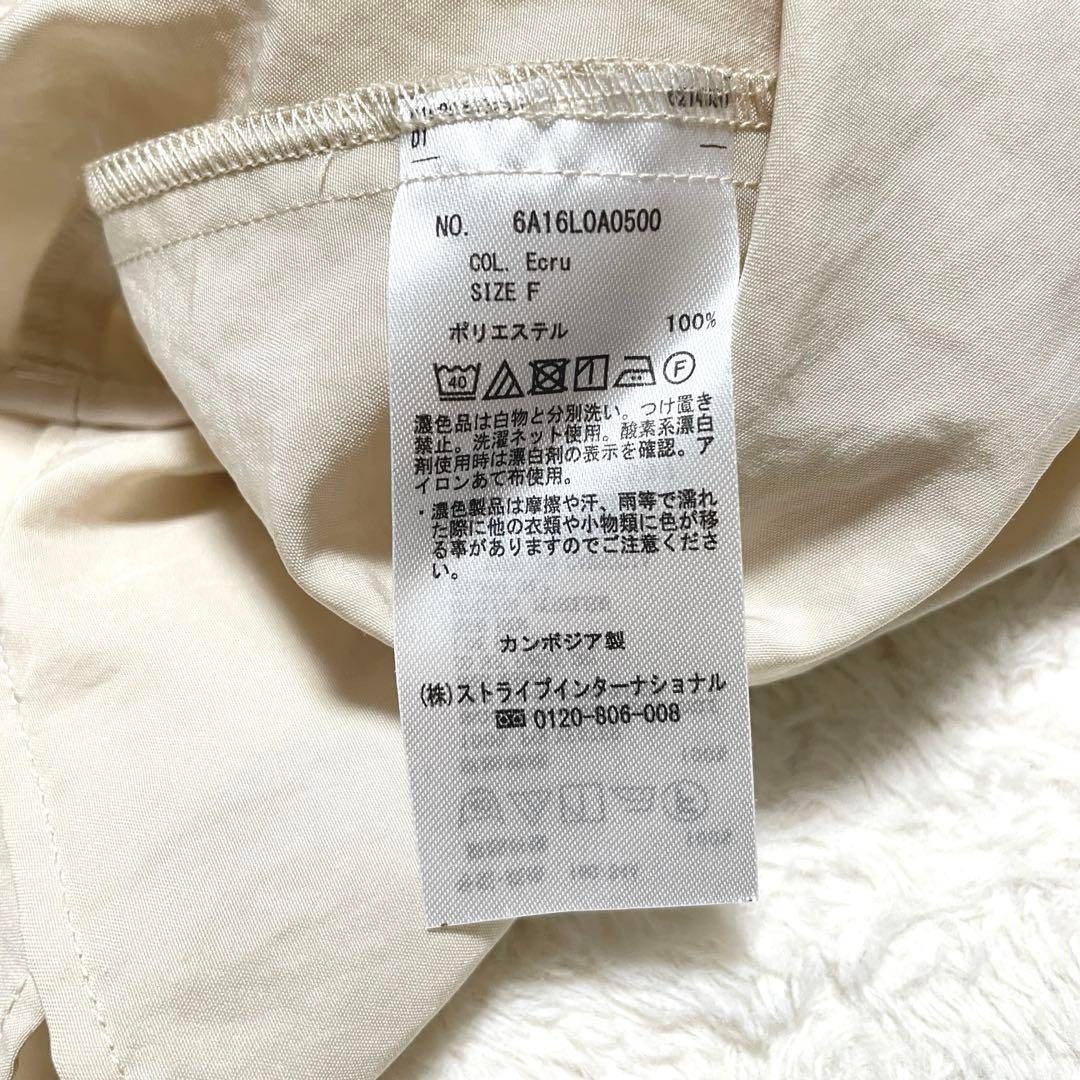 D1
NO. 6A16L0A0500
COL. Ecru
SIZE F
ポリエステル 100%
40 F
濃色品は白物と分別洗い。つけ置き
禁止。洗濯ネット使用。酸素系漂白
剤使用時は漂白剤の表示を確認。ア
イロンあて布使用。
・濃色製品は摩擦や汗、雨等で濡れ
た際に他の衣類や小物類に色が移
る事がありますのでご注意くださ
い。
カンボジア製
(株)ストライプインターナショナル
0120-806-008